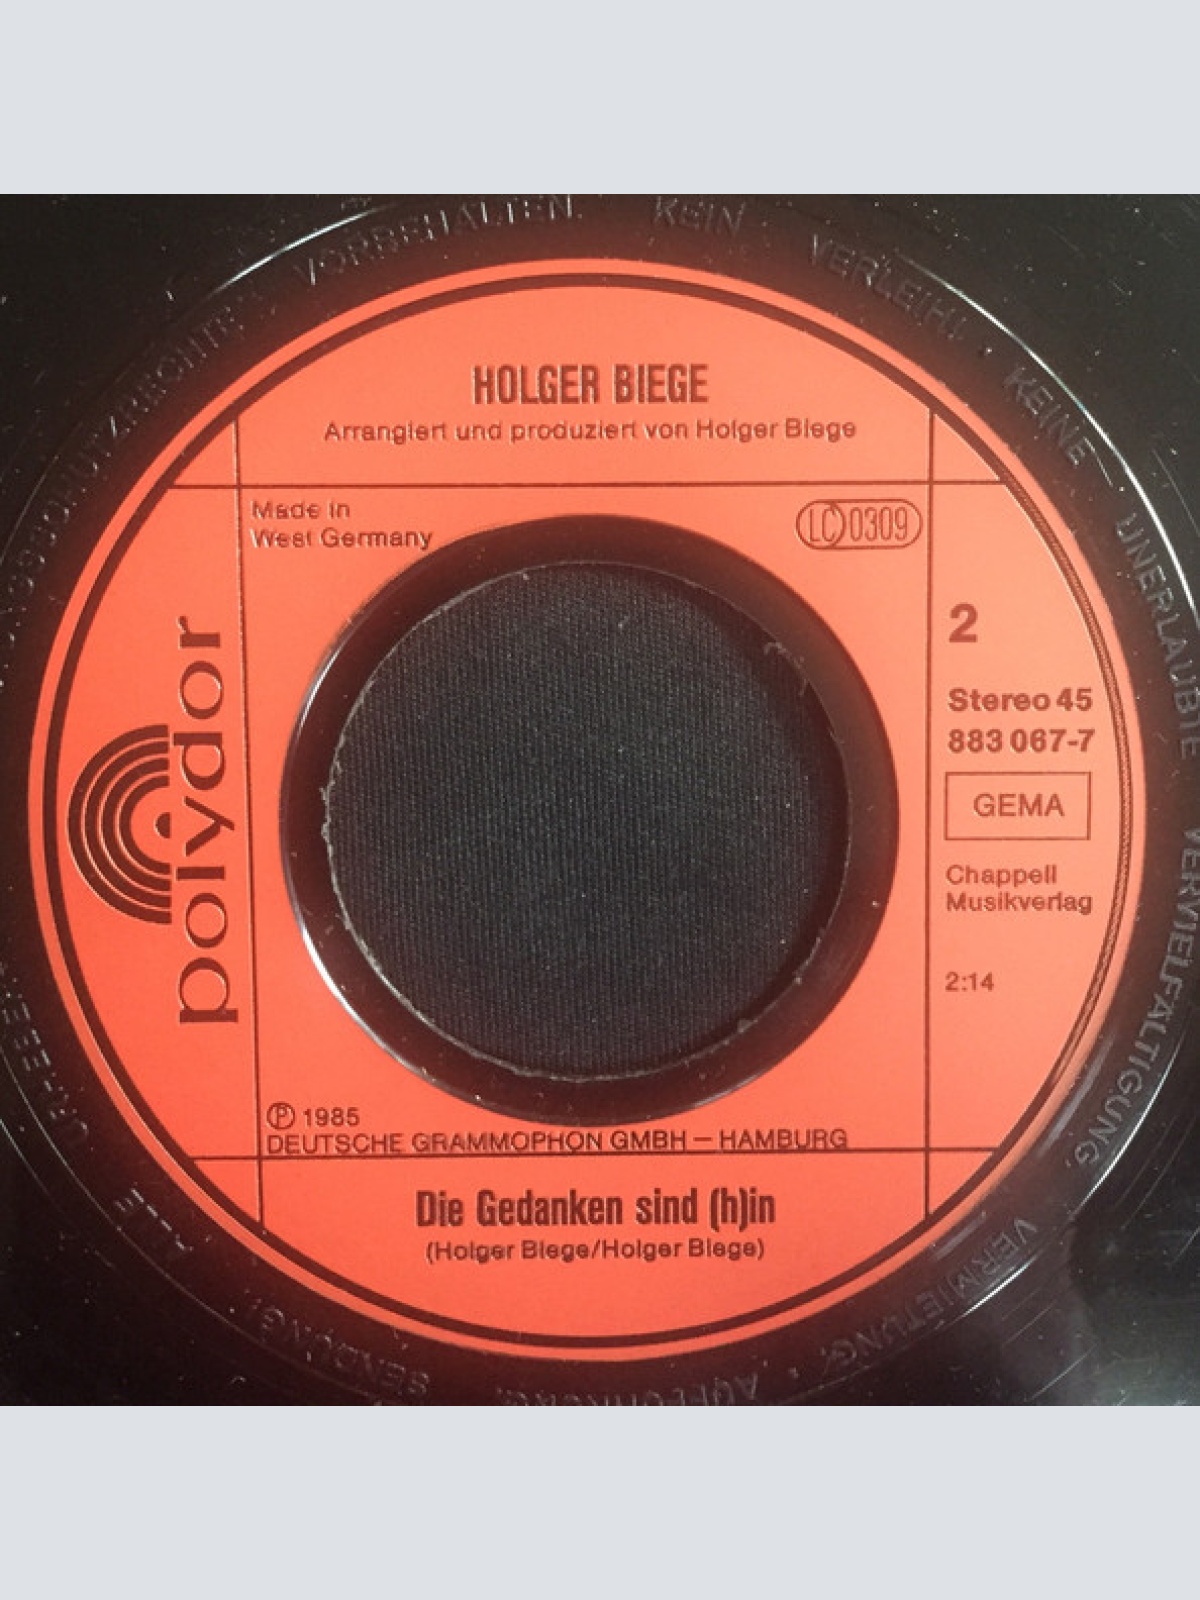 HOLGER BIEGE
Arrangiert und produziert von Holger Biege
Made in
West Germany
LC 0309
polydor
2
Stereo 45
883 067-7
GEMA
Chappell
Musikverlag
2:14
Ⓟ 1985
DEUTSCHE GRAMMOPHON GMBH – HAMBURG
Die Gedanken sind (h)in
(Holger Biege/Holger Biege)
ALLE URHEBER- VORBEHALTEN. KEIN VERLEIH! · KEINE UNERLAUBTE VERVIELFÄLTIGUNG, VERMIETUNG, · AUFFÜHRUNG, SENDUNG!